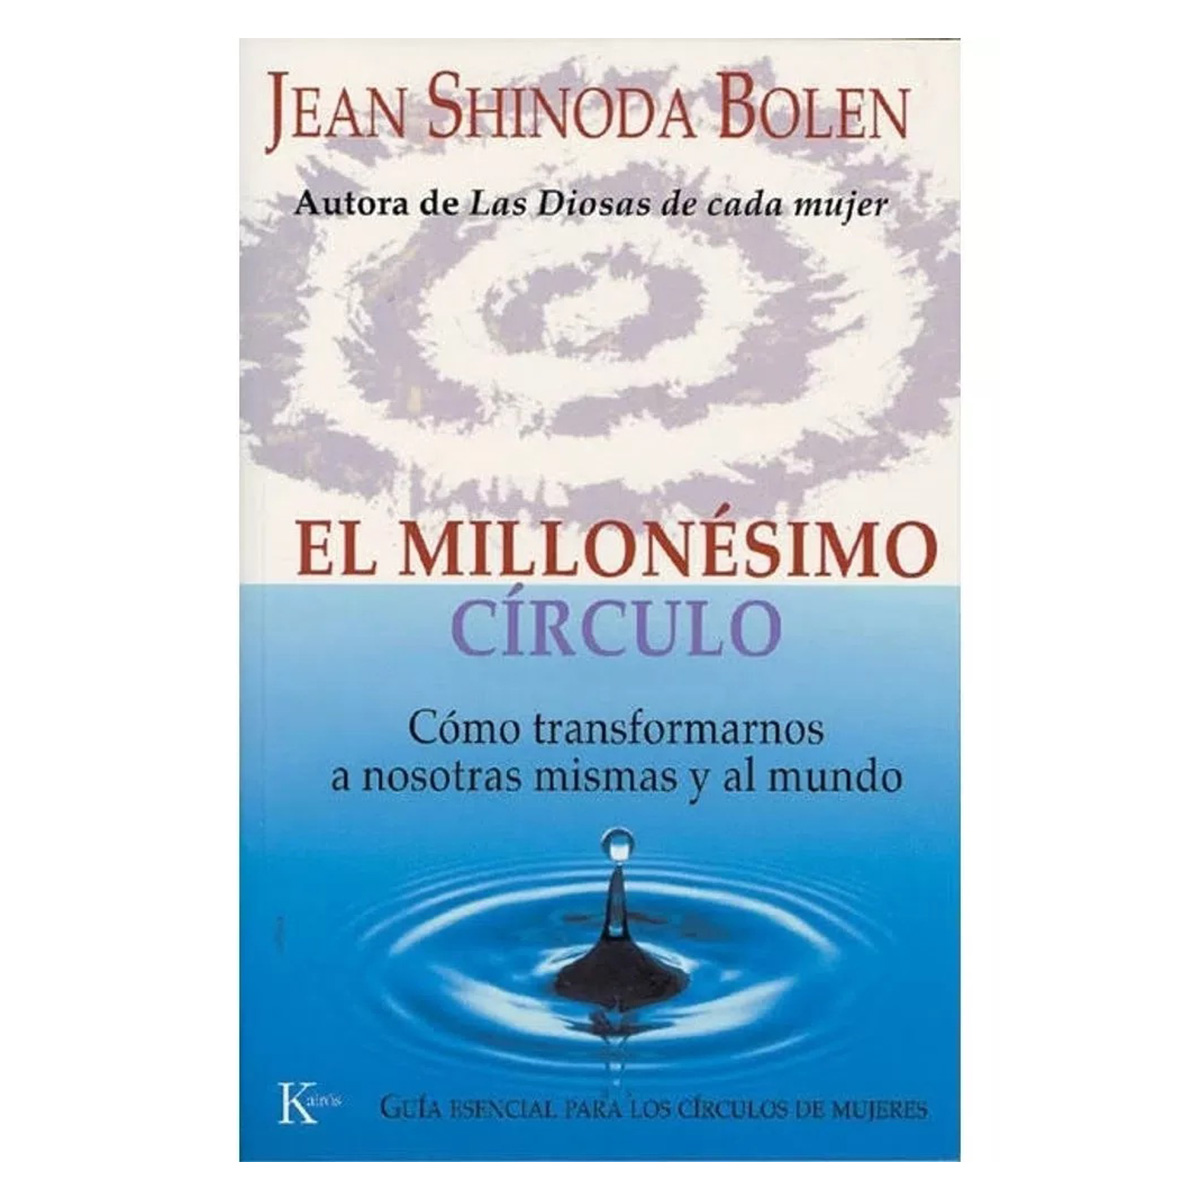 JEAN SHINODA BOLEN
Autora de Las Diosas de cada mujer
EL MILLONÉSIMO
CÍRCULO
Cómo transformarnos
a nosotras mismas y al mundo
Kairós
GUÍA ESENCIAL PARA LOS CÍRCULOS DE MUJERES